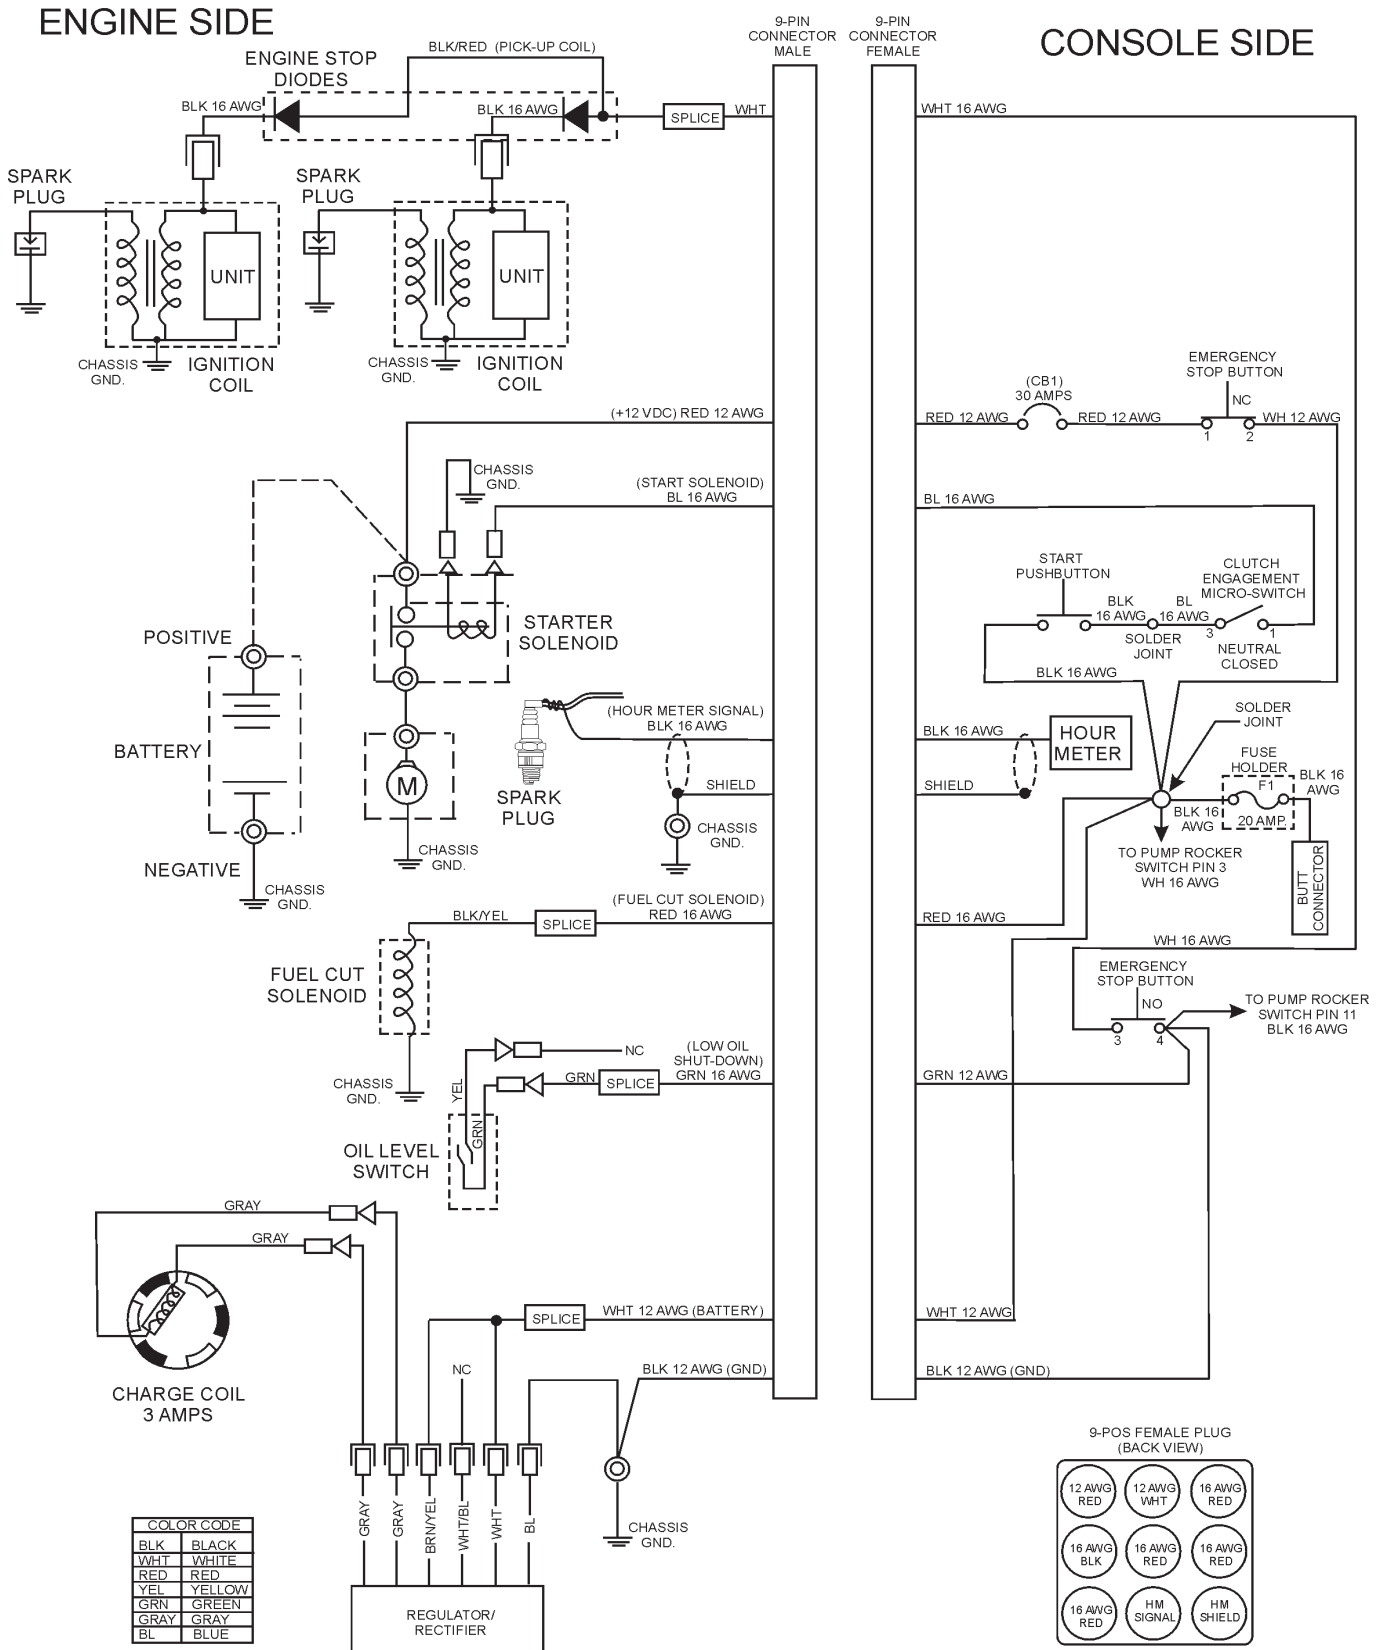 ENGINE SIDE
9-PIN
CONNECTOR
MALE
9-PIN
CONNECTOR
FEMALE
CONSOLE SIDE
ENGINE STOP
DIODES
BLK/RED (PICK-UP COIL)
BLK 16 AWG
BLK 16 AWG
SPLICE
WHT
WHT 16 AWG
SPARK
PLUG
SPARK
PLUG
UNIT
UNIT
CHASSIS
GND.
IGNITION
COIL
CHASSIS
GND.
IGNITION
COIL
(+12 VDC) RED 12 AWG
RED 12 AWG
(CB1)
30 AMPS
RED 12 AWG
EMERGENCY
STOP BUTTON
NC
1
2
WH 12 AWG
CHASSIS
GND.
(START SOLENOID)
BL 16 AWG
BL 16 AWG
START
PUSHBUTTON
CLUTCH
ENGAGEMENT
MICRO-SWITCH
BLK
16 AWG
BL
16 AWG
3
1
SOLDER
JOINT
NEUTRAL
CLOSED
BLK 16 AWG
STARTER
SOLENOID
POSITIVE
BATTERY
NEGATIVE
CHASSIS
GND.
M
CHASSIS
GND.
SPARK
PLUG
(HOUR METER SIGNAL)
BLK 16 AWG
SHIELD
CHASSIS
GND.
BLK 16 AWG
HOUR
METER
SHIELD
SOLDER
JOINT
FUSE
HOLDER
F1
20 AMP.
BLK 16
AWG
BLK 16
AWG
TO PUMP ROCKER
SWITCH PIN 3
WH 16 AWG
BUTT
CONNECTOR
(FUEL CUT SOLENOID)
RED 16 AWG
BLK/YEL
SPLICE
RED 16 AWG
WH 16 AWG
FUEL CUT
SOLENOID
CHASSIS
GND.
EMERGENCY
STOP BUTTON
NO
3
4
TO PUMP ROCKER
SWITCH PIN 11
BLK 16 AWG
NC
(LOW OIL
SHUT-DOWN)
GRN 16 AWG
GRN
SPLICE
GRN 12 AWG
YEL
GRN
OIL LEVEL
SWITCH
GRAY
GRAY
CHARGE COIL
3 AMPS
SPLICE
WHT 12 AWG (BATTERY)
WHT 12 AWG
NC
BLK 12 AWG (GND)
BLK 12 AWG (GND)
GRAY
GRAY
BRN/YEL
WHT/BL
WHT
BL
CHASSIS
GND.
REGULATOR/
RECTIFIER
COLOR CODE
BLK BLACK
WHT WHITE
RED RED
YEL YELLOW
GRN GREEN
GRAY GRAY
BL BLUE
9-POS FEMALE PLUG
(BACK VIEW)
12 AWG
RED
12 AWG
WHT
16 AWG
RED
16 AWG
BLK
16 AWG
RED
16 AWG
RED
16 AWG
RED
HM
SIGNAL
HM
SHIELD